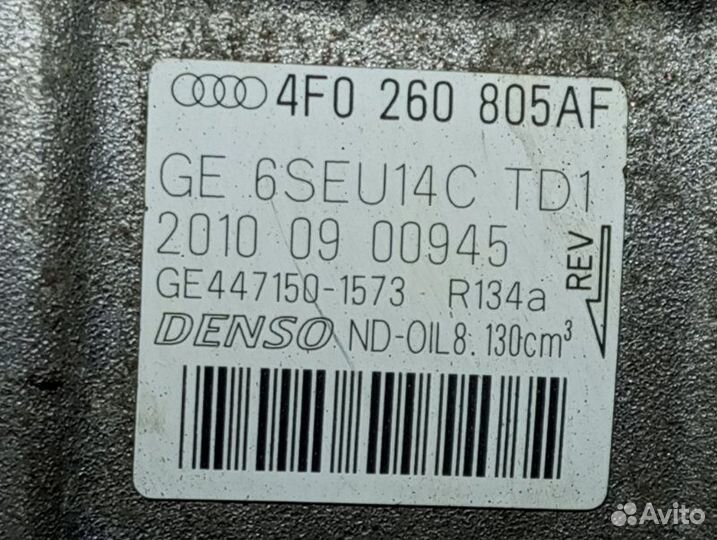 4F0 260 805AF
GE 6SEU14C TD1
2010 09 00945
GE447150-1573 R134a
REV
DENSO ND-OIL8. 130cm³
Avito